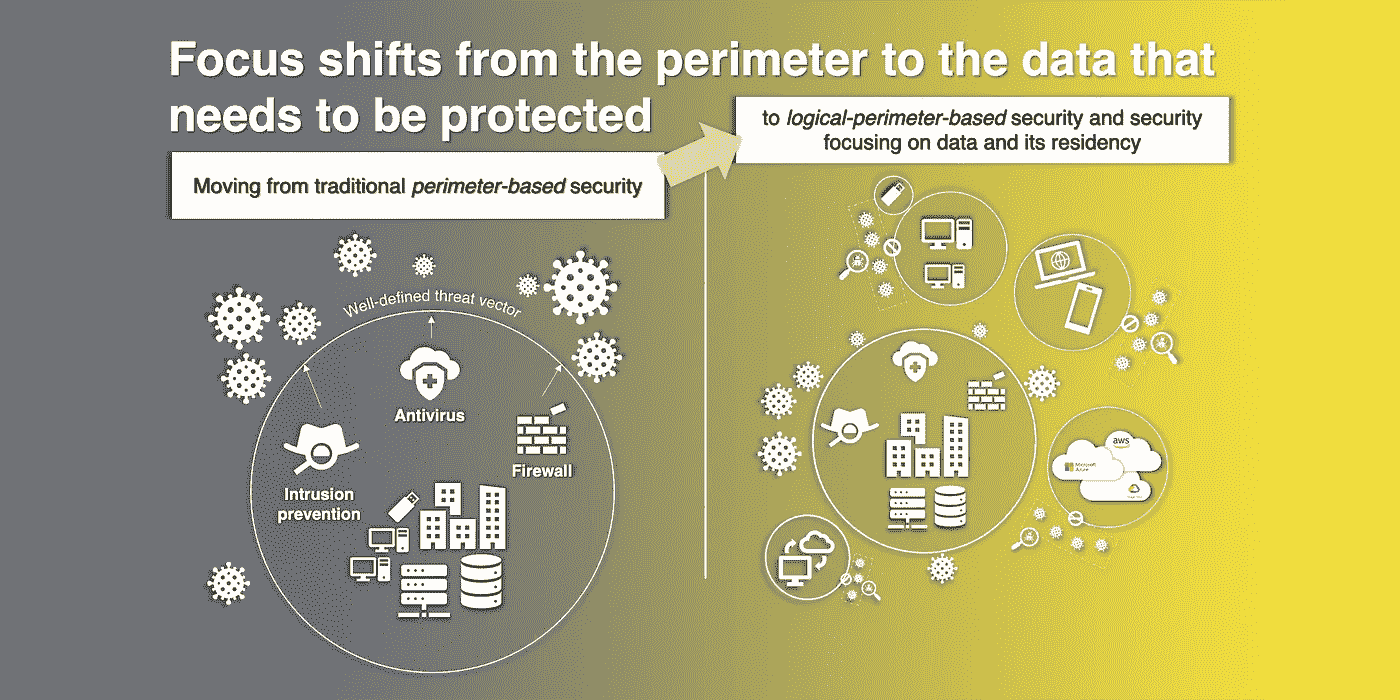 Focus shifts from the perimeter to the data that
needs to be protected
Moving from traditional perimeter-based security
to logical-perimeter-based security and security
focusing on data and its residency
Well-defined threat vector
Antivirus
Firewall
Intrusion
prevention
aws
Microsoft
Azure